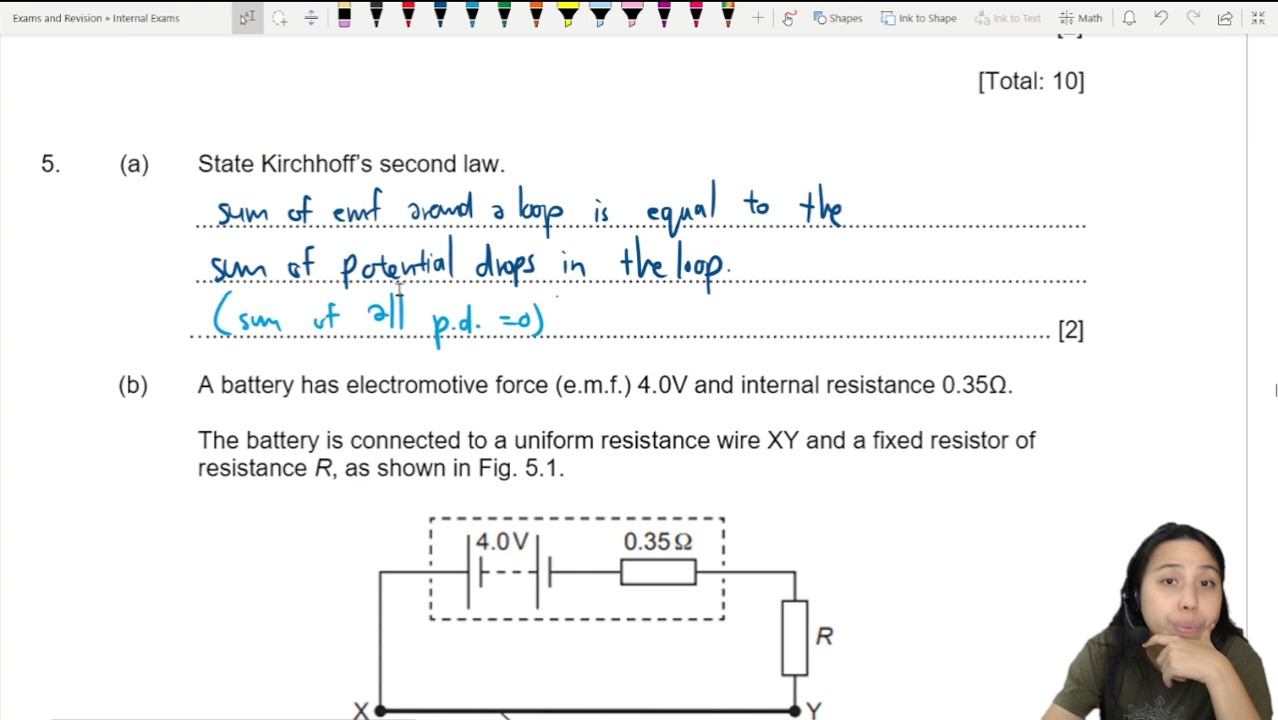 Exams and Revision » Internal Exams
Shapes
Ink to Shape
Ink to Text
Math
[Total: 10]
5. (a) State Kirchhoff's second law.
sum of emf around a loop is equal to the
sum of potential drops in the loop.
(sum of all p.d. =0)
[2]
(b) A battery has electromotive force (e.m.f.) 4.0V and internal resistance 0.35Ω.
The battery is connected to a uniform resistance wire XY and a fixed resistor of
resistance R, as shown in Fig. 5.1.
4.0V
0.35Ω
R
X
Y